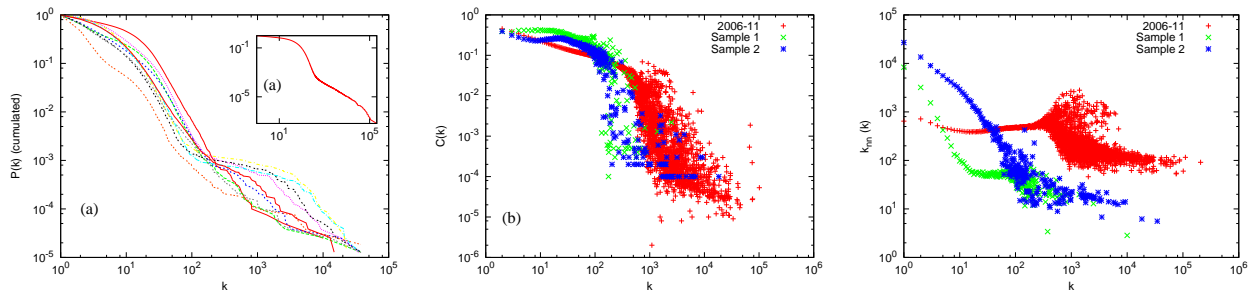 10^0
10^-1
10^-2
10^-3
10^-4
10^-5
10^0 10^1 10^2 10^3 10^4 10^5
P(k) (cumulated)
k
(a)
10^-1
10^-5
10^1 10^5
(a)
10^0
10^-1
10^-2
10^-3
10^-4
10^-5
10^-6
10^0 10^1 10^2 10^3 10^4 10^5 10^6
C(k)
k
(b)
2006-11
Sample 1
Sample 2
10^5
10^4
10^3
10^2
10^1
10^0
10^0 10^1 10^2 10^3 10^4 10^5 10^6
k_nn (k)
k
2006-11
Sample 1
Sample 2